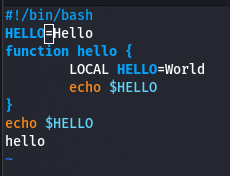 #!/bin/bash
HELLO=Hello
function hello {
        LOCAL HELLO=World
        echo $HELLO
}
echo $HELLO
hello
~